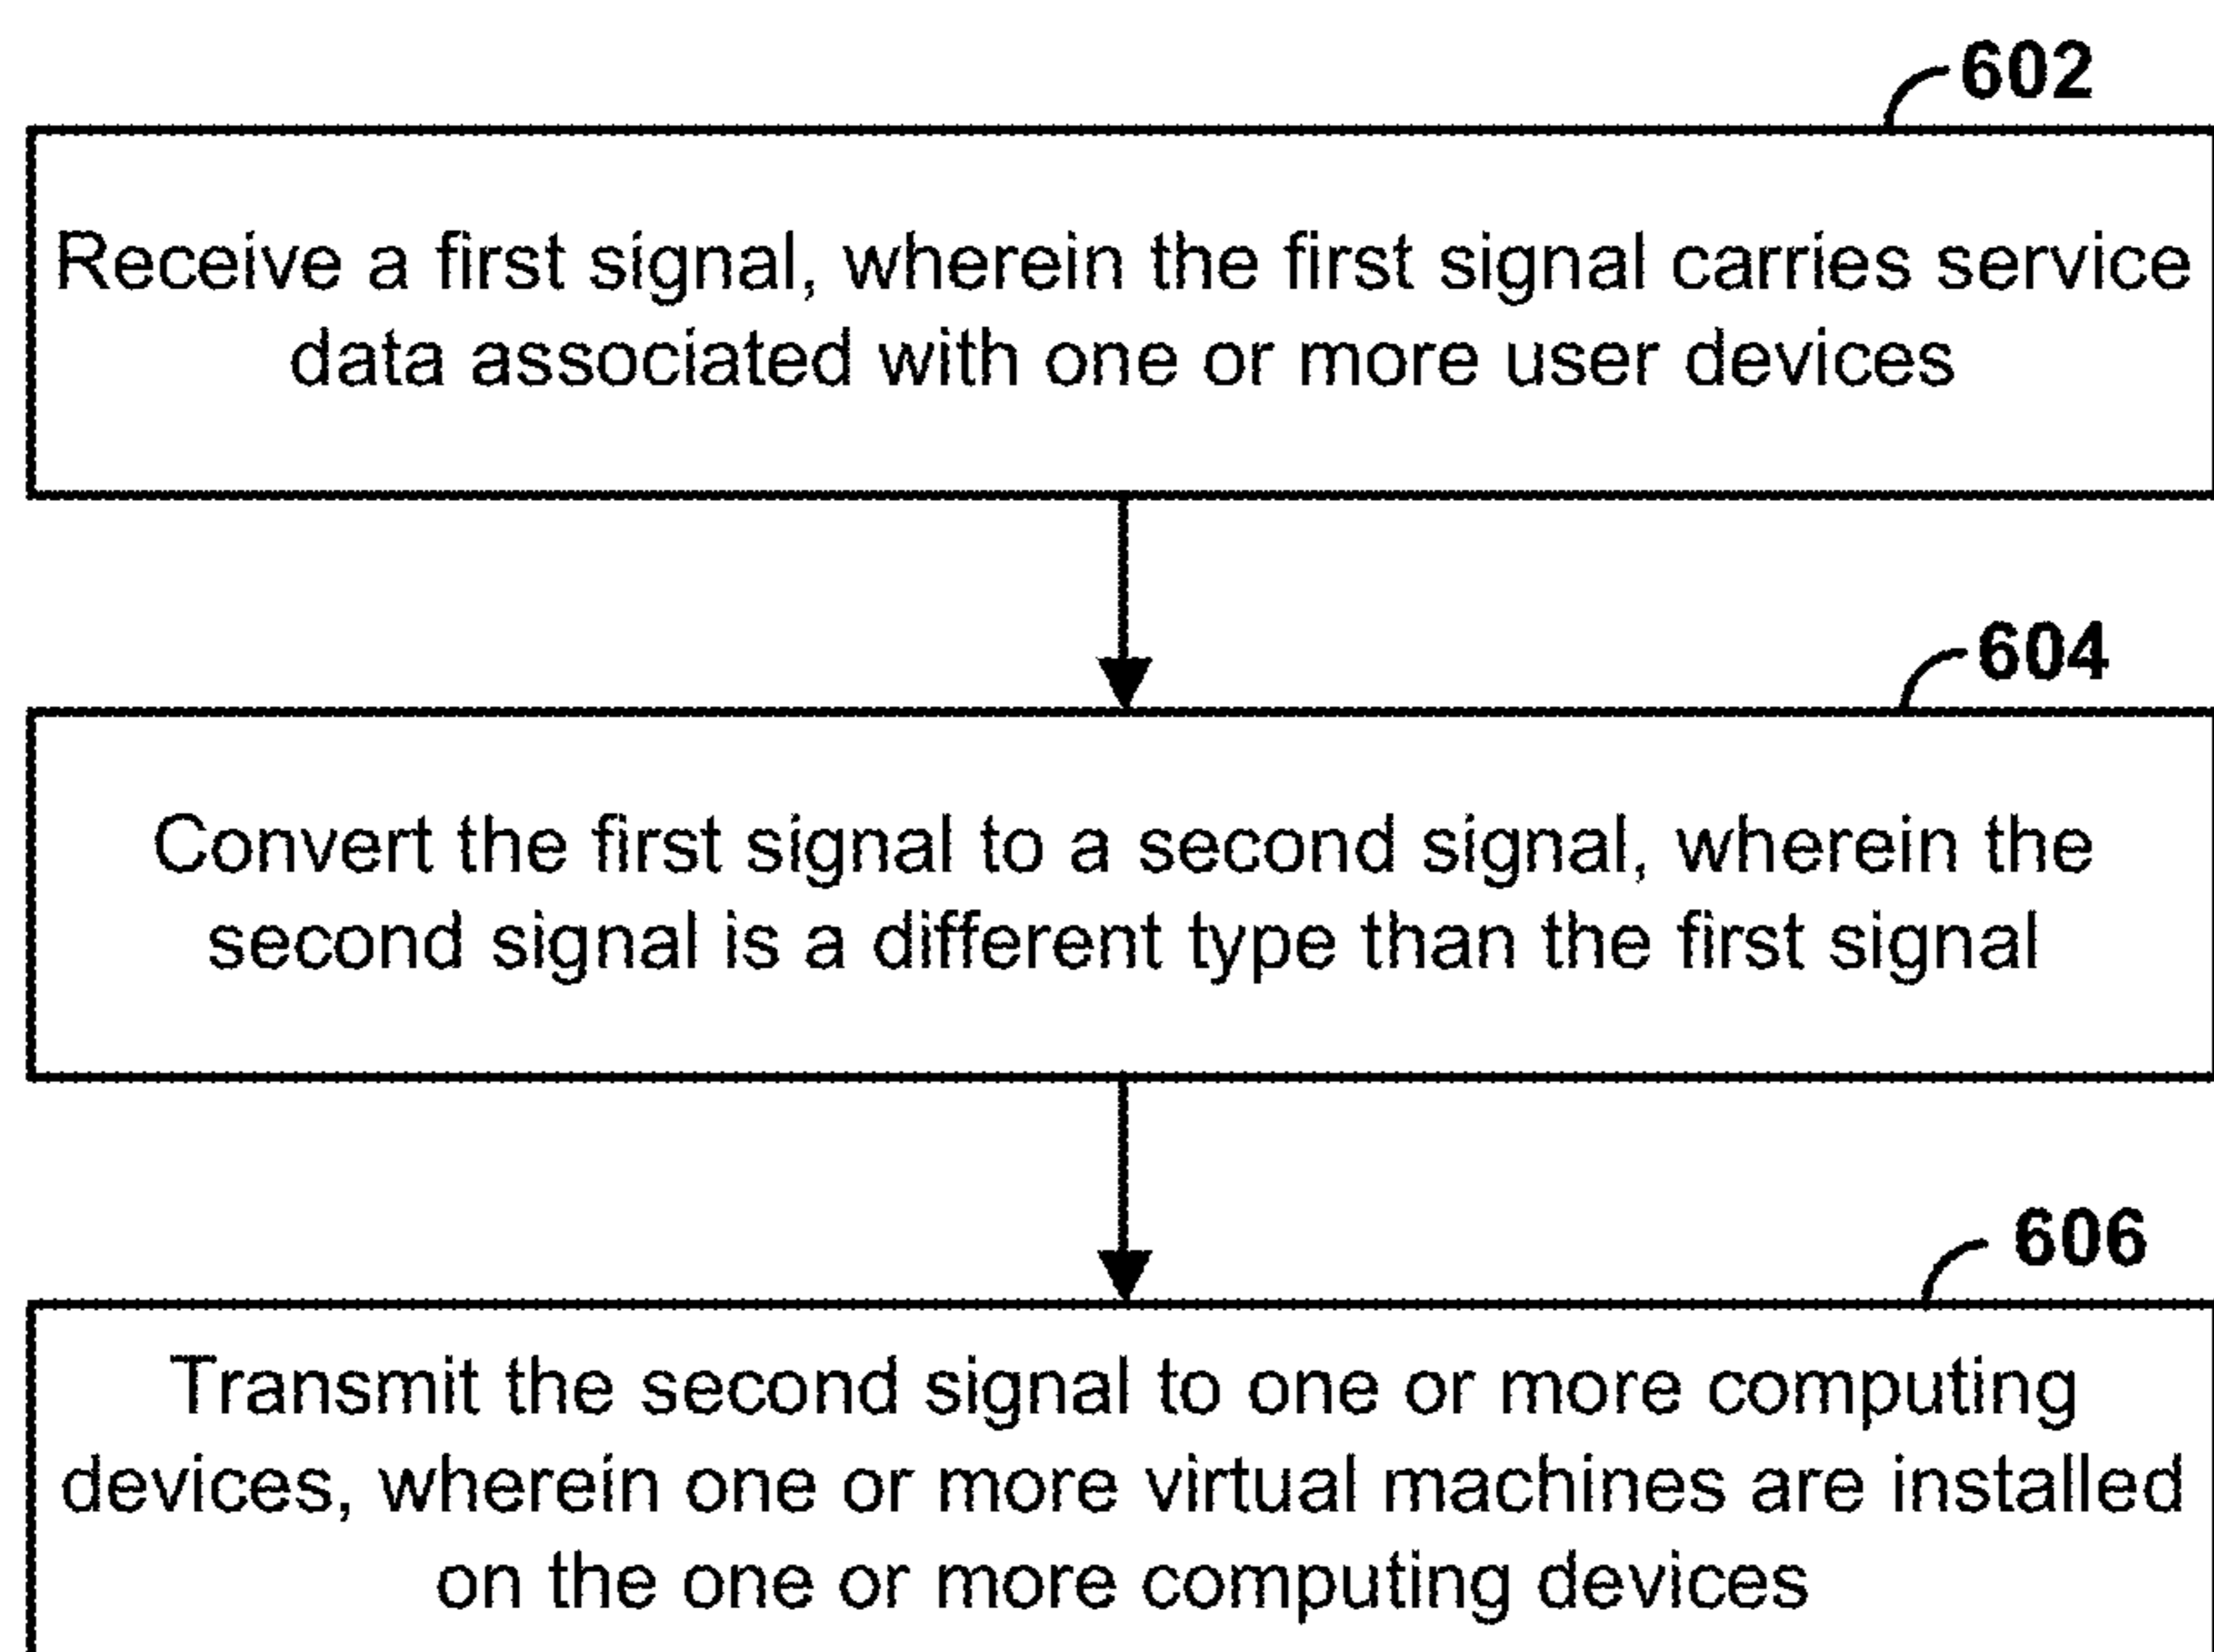 602
Receive a first signal, wherein the first signal carries service
data associated with one or more user devices
604
Convert the first signal to a second signal, wherein the
second signal is a different type than the first signal
606
Transmit the second signal to one or more computing
devices, wherein one or more virtual machines are installed
on the one or more computing devices